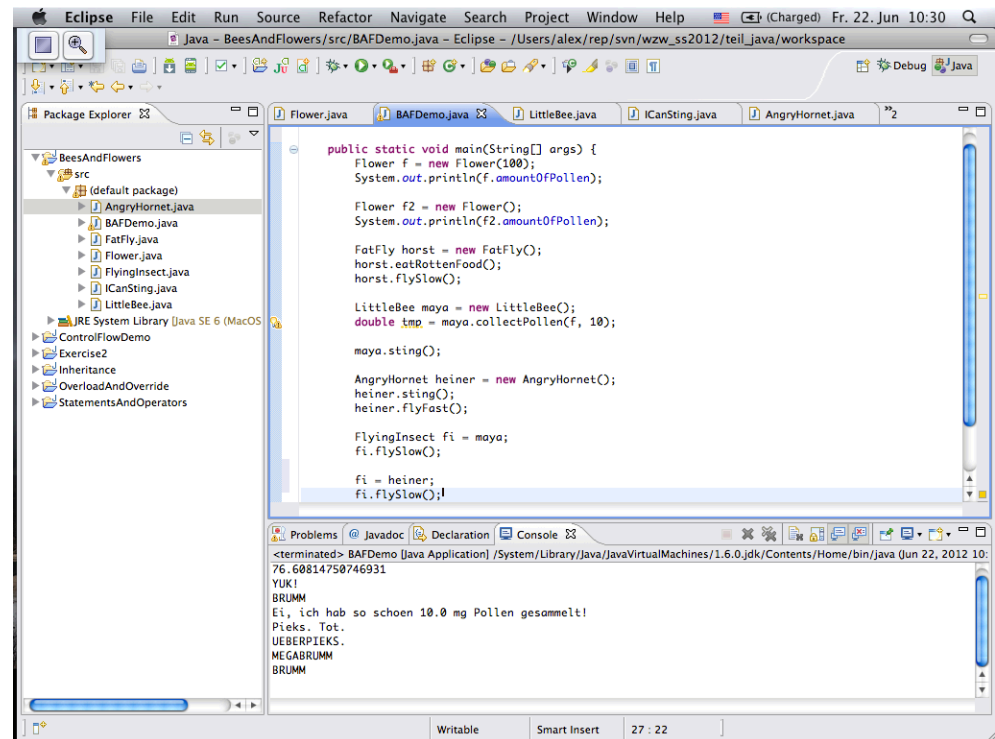 Eclipse File Edit Run Source Refactor Navigate Search Project Window Help (Charged) Fr. 22. Jun 10:30
Java – BeesAndFlowers/src/BAFDemo.java – Eclipse – /Users/alex/rep/svn/wzw_ss2012/teil_java/workspace
Debug Java
Package Explorer
Flower.java BAFDemo.java LittleBee.java ICanSting.java AngryHornet.java »2
BeesAndFlowers
src
(default package)
AngryHornet.java
BAFDemo.java
FatFly.java
Flower.java
FlyingInsect.java
ICanSting.java
LittleBee.java
JRE System Library [Java SE 6 (MacOS
ControlFlowDemo
Exercise2
Inheritance
OverloadAndOverride
StatementsAndOperators
public static void main(String[] args) {
Flower f = new Flower(100);
System.out.println(f.amountOfPollen);
Flower f2 = new Flower();
System.out.println(f2.amountOfPollen);
FatFly horst = new FatFly();
horst.eatRottenFood();
horst.flySlow();
LittleBee maya = new LittleBee();
double tmp = maya.collectPollen(f, 10);
maya.sting();
AngryHornet heiner = new AngryHornet();
heiner.sting();
heiner.flyFast();
FlyingInsect fi = maya;
fi.flySlow();
fi = heiner;
fi.flySlow();
Problems Javadoc Declaration Console
<terminated> BAFDemo [Java Application] /System/Library/Java/JavaVirtualMachines/1.6.0.jdk/Contents/Home/bin/java (Jun 22, 2012 10:
76.60814750746931
YUK!
BRUMM
Ei, ich hab so schoen 10.0 mg Pollen gesammelt!
Pieks. Tot.
UEBERPIEKS.
MEGABRUMM
BRUMM
Writable Smart Insert 27 : 22